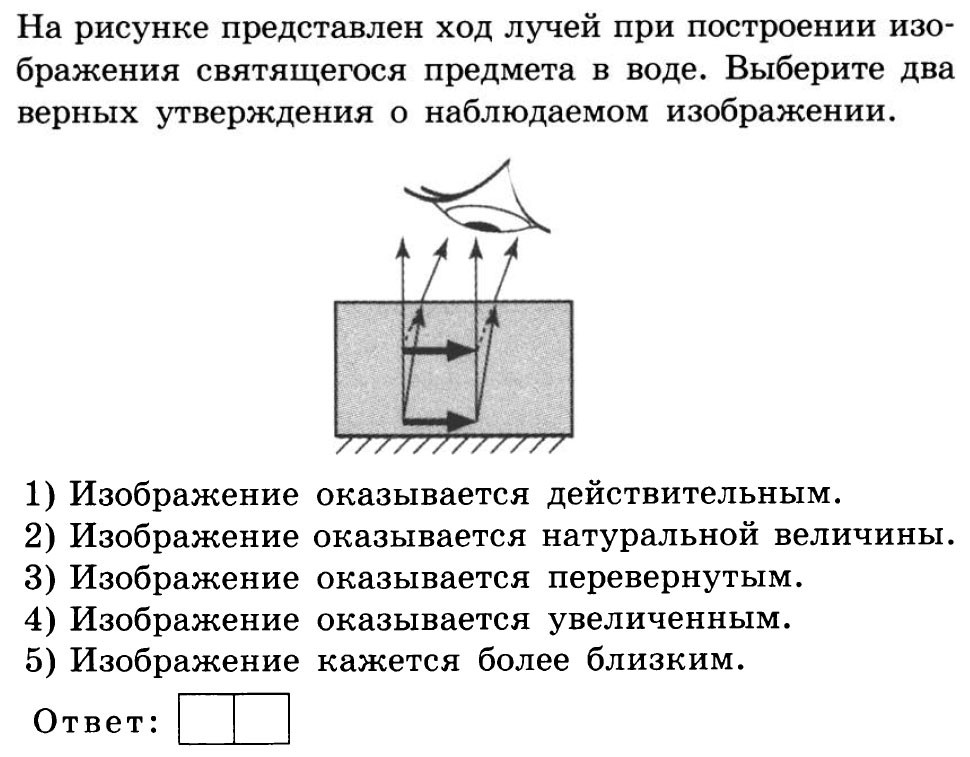 На рисунке представлен ход лучей при построении изо-
бражения святящегося предмета в воде. Выберите два
верных утверждения о наблюдаемом изображении.
1) Изображение оказывается действительным.
2) Изображение оказывается натуральной величины.
3) Изображение оказывается перевернутым.
4) Изображение оказывается увеличенным.
5) Изображение кажется более близким.
Ответ: